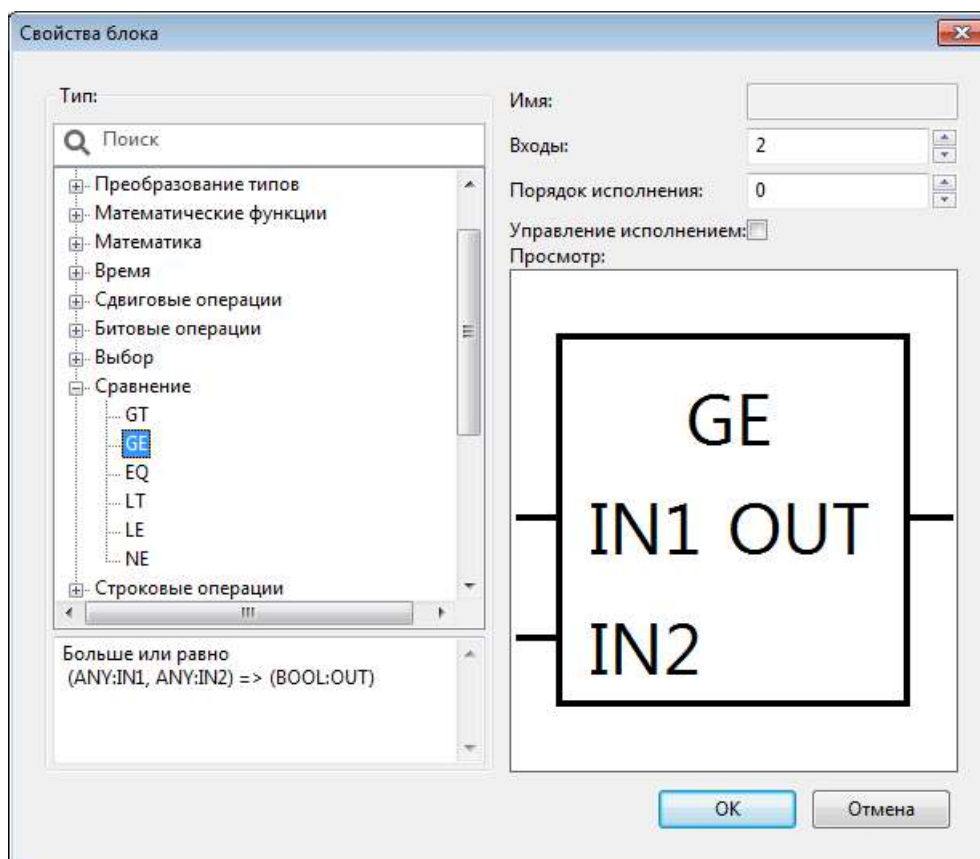 Свойства блока
Тип:
Поиск
Преобразование типов
Математические функции
Математика
Время
Сдвиговые операции
Битовые операции
Выбор
Сравнение
GT
GE
EQ
LT
LE
NE
Строковые операции
Больше или равно
(ANY:IN1, ANY:IN2) => (BOOL:OUT)
Имя:
Входы: 2
Порядок исполнения: 0
Управление исполнением:
Просмотр:
GE
IN1 OUT
IN2
OK Отмена